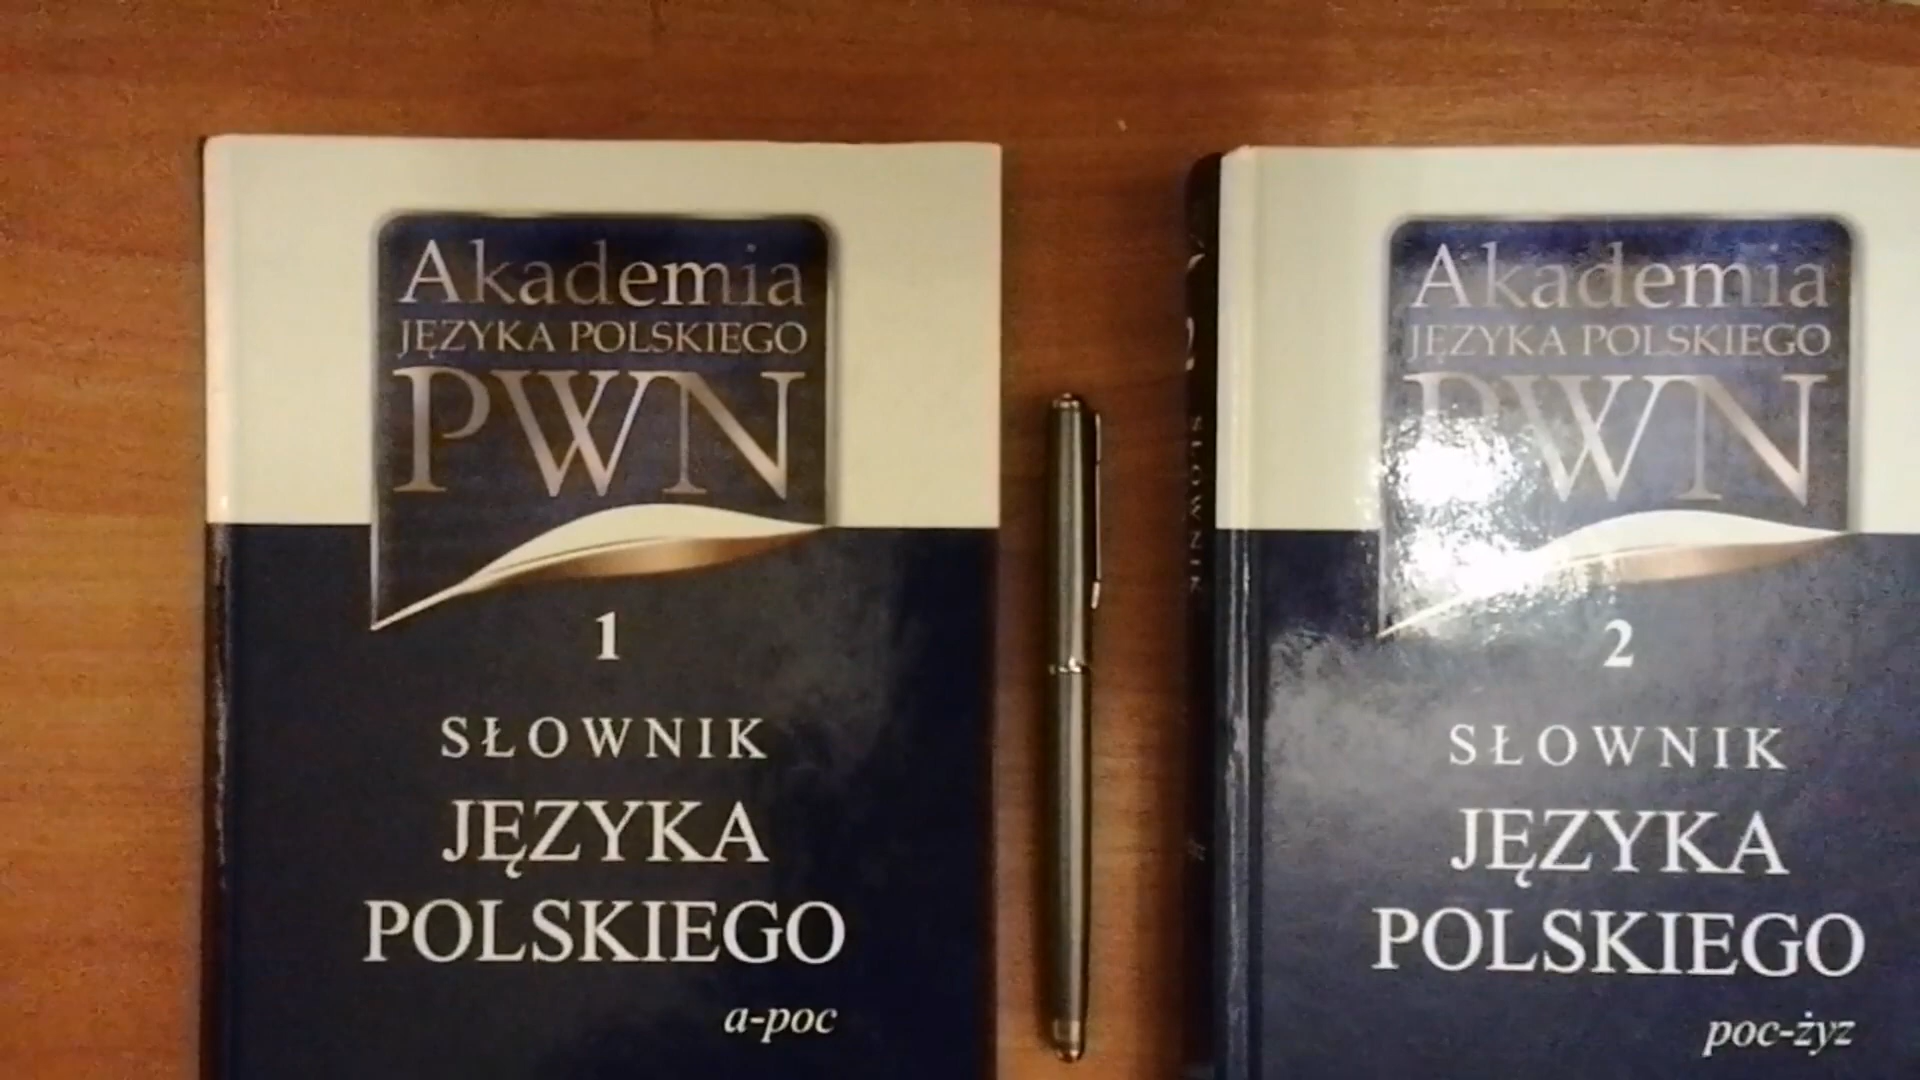 Akademia
JĘZYKA POLSKIEGO
PWN
1
SŁOWNIK
JĘZYKA
POLSKIEGO
a-poc
SŁOWNIK
Akademia
JĘZYKA POLSKIEGO
PWN
2
SŁOWNIK
JĘZYKA
POLSKIEGO
poc-żyz